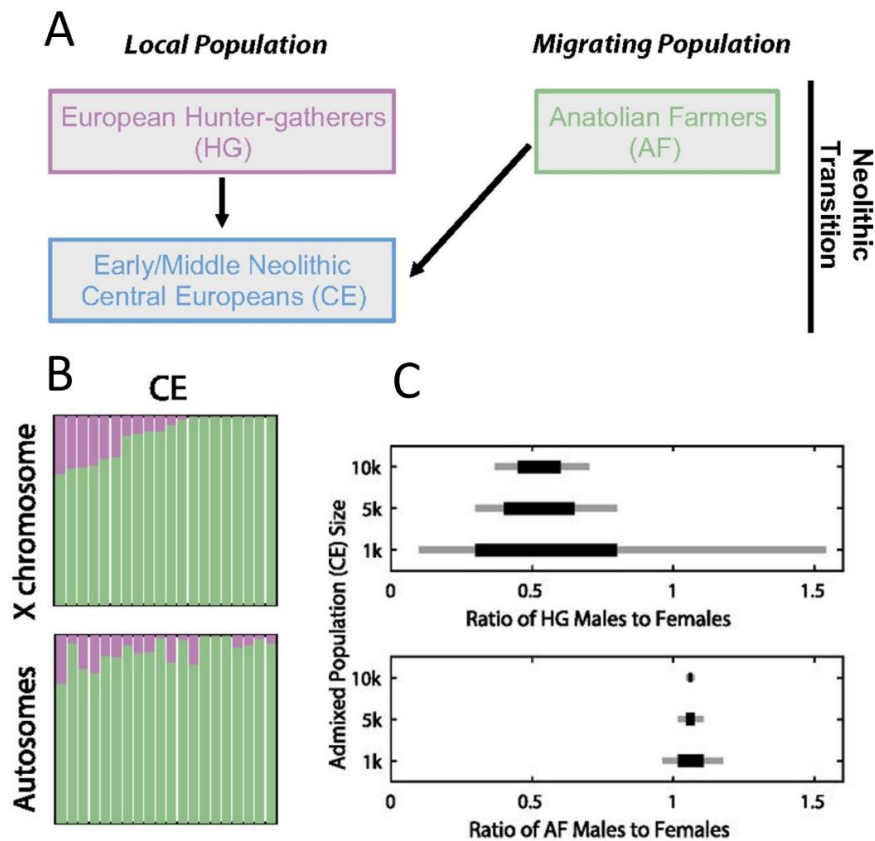 A
Local Population
Migrating Population
European Hunter-gatherers
(HG)
Anatolian Farmers
(AF)
Early/Middle Neolithic
Central Europeans (CE)
Neolithic
Transition
B
CE
X chromosome
Autosomes
C
Admixed Population (CE) Size
10k
5k
1k
0 0.5 1 1.5
Ratio of HG Males to Females
10k
5k
1k
0 0.5 1 1.5
Ratio of AF Males to Females